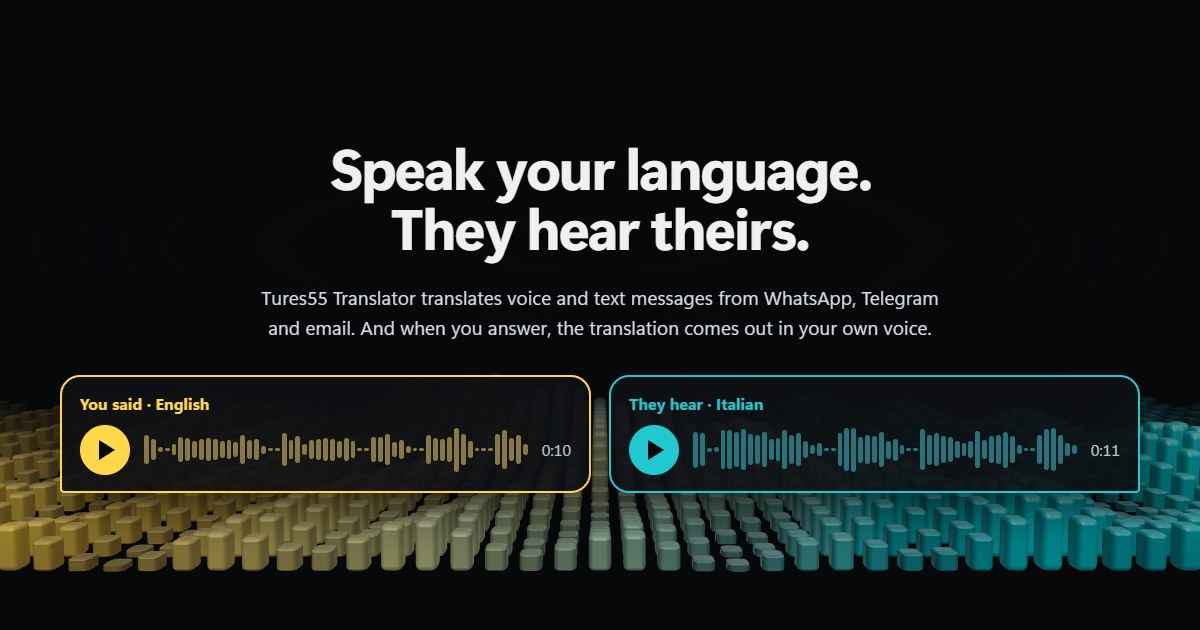 Speak your language.
They hear theirs.
Tures55 Translator translates voice and text messages from WhatsApp, Telegram
and email. And when you answer, the translation comes out in your own voice.
You said · English
0:10
They hear · Italian
0:11